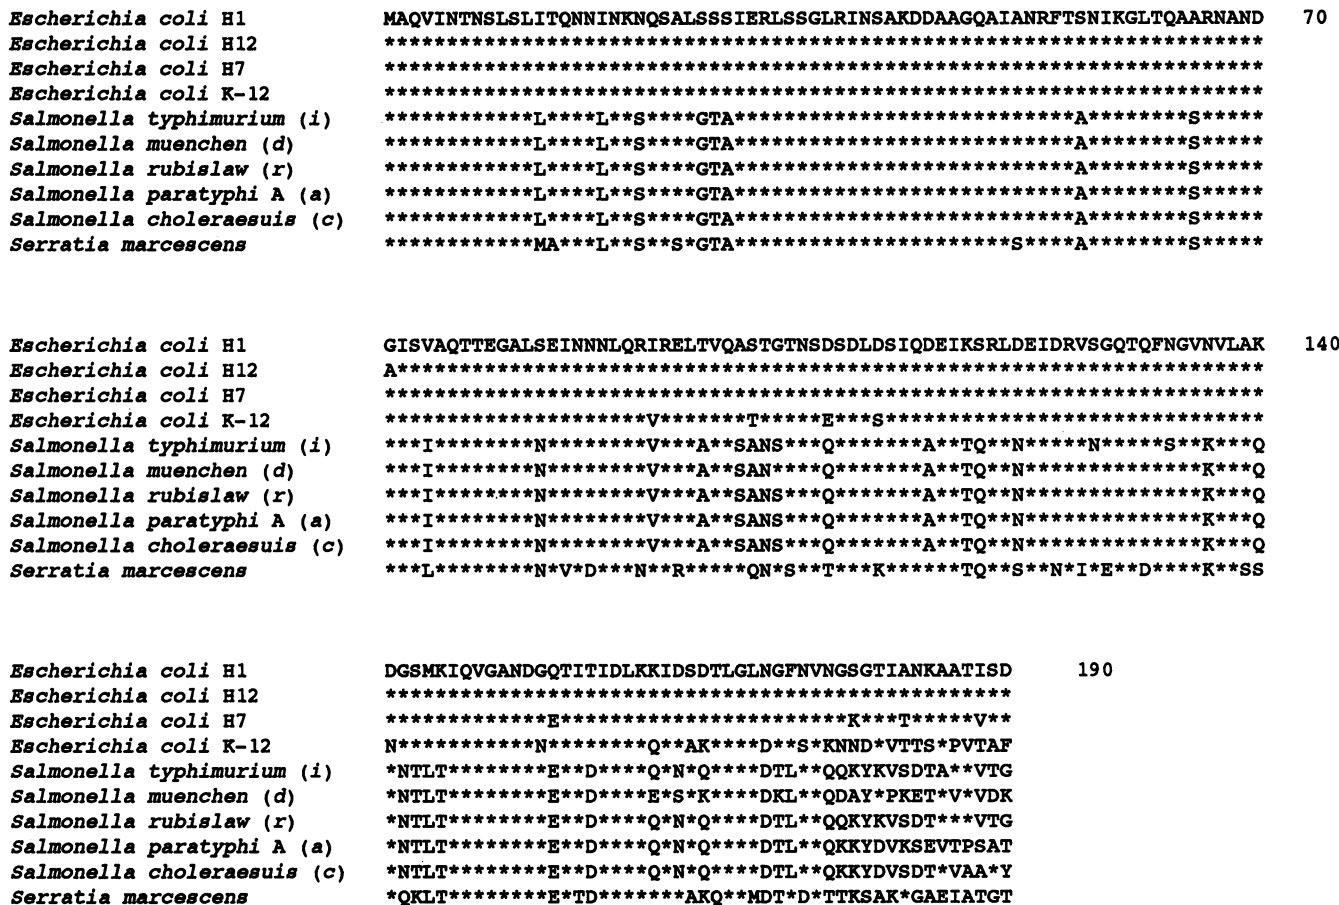 Escherichia coli H1 MAQVINTNSLSLITQNNINKNQSALSSSIERLSSGLRINSAKDDAAGQAIANRFTSNIKGLTQAARNAND 70
Escherichia coli H12 **********************************************************************
Escherichia coli H7 **********************************************************************
Escherichia coli K-12 **********************************************************************
Salmonella typhimurium (i) ************L****L**S****GTA***************************A********S*****
Salmonella muenchen (d) ************L****L**S****GTA***************************A********S*****
Salmonella rubislaw (r) ************L****L**S****GTA***************************A********S*****
Salmonella paratyphi A (a) ************L****L**S****GTA***************************A********S*****
Salmonella choleraesuis (c) ************L****L**S****GTA***************************A********S*****
Serratia marcescens ************MA***L**S**S*GTA**********************S****A********S*****
Escherichia coli H1 GISVAQTTEGALSEINNNLQRIRELTVQASTGTNSDSDLDSIQDEIKSRLDEIDRVSGQTQFNGVNVLAK 140
Escherichia coli H12 A*********************************************************************
Escherichia coli H7 **********************************************************************
Escherichia coli K-12 *********************V*******T*****E***S******************************
Salmonella typhimurium (i) ***I********N********V***A**SANS***Q*******A**TQ**N*****N*****S**K***Q
Salmonella muenchen (d) ***I********N********V***A**SAN****Q*******A**TQ**N**************K***Q
Salmonella rubislaw (r) ***I********N********V***A**SANS***Q*******A**TQ**N**************K***Q
Salmonella paratyphi A (a) ***I********N********V***A**SANS***Q*******A**TQ**N**************K***Q
Salmonella choleraesuis (c) ***I********N********V***A**SANS***Q*******A**TQ**N**************K***Q
Serratia marcescens ***L********N*V*D***N**R*****QN*S**T***K******TQ**S**N*I*E**D****K**SS
Escherichia coli H1 DGSMKIQVGANDGQTITIDLKKIDSDTLGLNGFNVNGSGTIANKAATISD 190
Escherichia coli H12 **************************************************
Escherichia coli H7 *************E***********************K***T*****V**
Escherichia coli K-12 N************N*******Q**AK****D**S*KNND*VTTS*PVTAF
Salmonella typhimurium (i) *NTLT********E**D****Q*N*Q****DTL**QQKYKVSDTA**VTG
Salmonella muenchen (d) *NTLT********E**D****E*S*K****DKL**QDAY*PKET*V*VDK
Salmonella rubislaw (r) *NTLT********E**D****Q*N*Q****DTL**QQKYKVSDT***VTG
Salmonella paratyphi A (a) *NTLT********E**D****Q*N*Q****DTL**QKKYDVKSEVTPSAT
Salmonella choleraesuis (c) *NTLT********E**D****Q*N*Q****DTL**QKKYDVSDT*VAA*Y
Serratia marcescens *QKLT********E*TD*******AKQ**MDT*D*TTKSAK*GAEIATGT